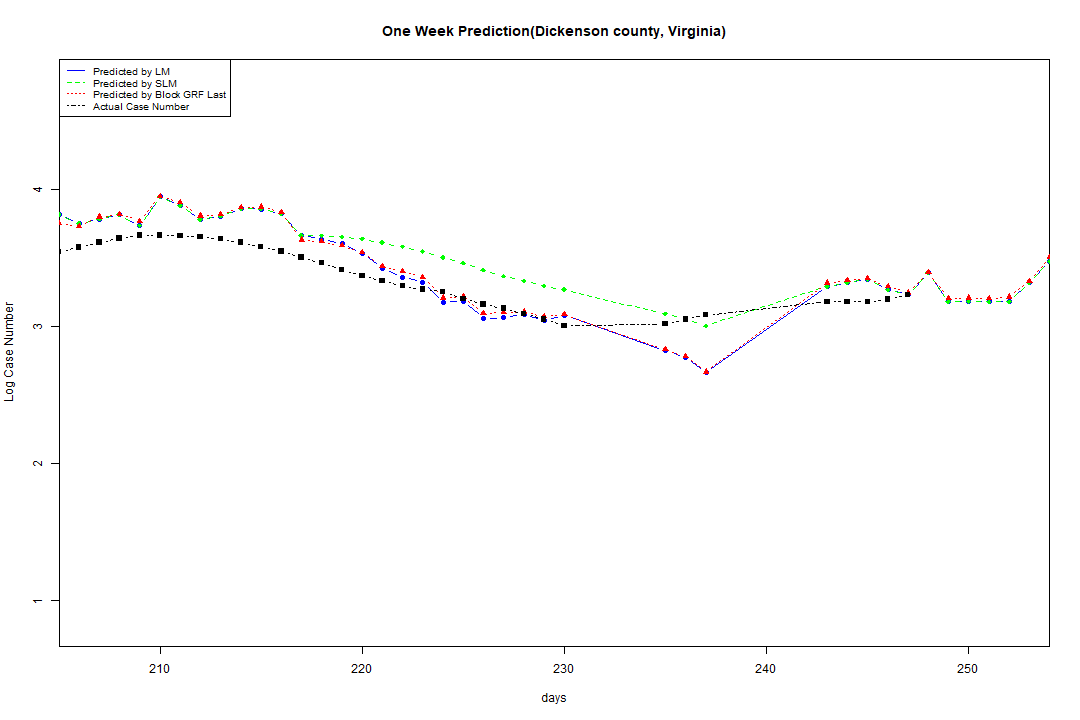 One Week Prediction(Dickenson county, Virginia)
Predicted by LM
Predicted by SLM
Predicted by Block GRF Last
Actual Case Number
4
3
2
1
Log Case Number
210 220 230 240 250
days